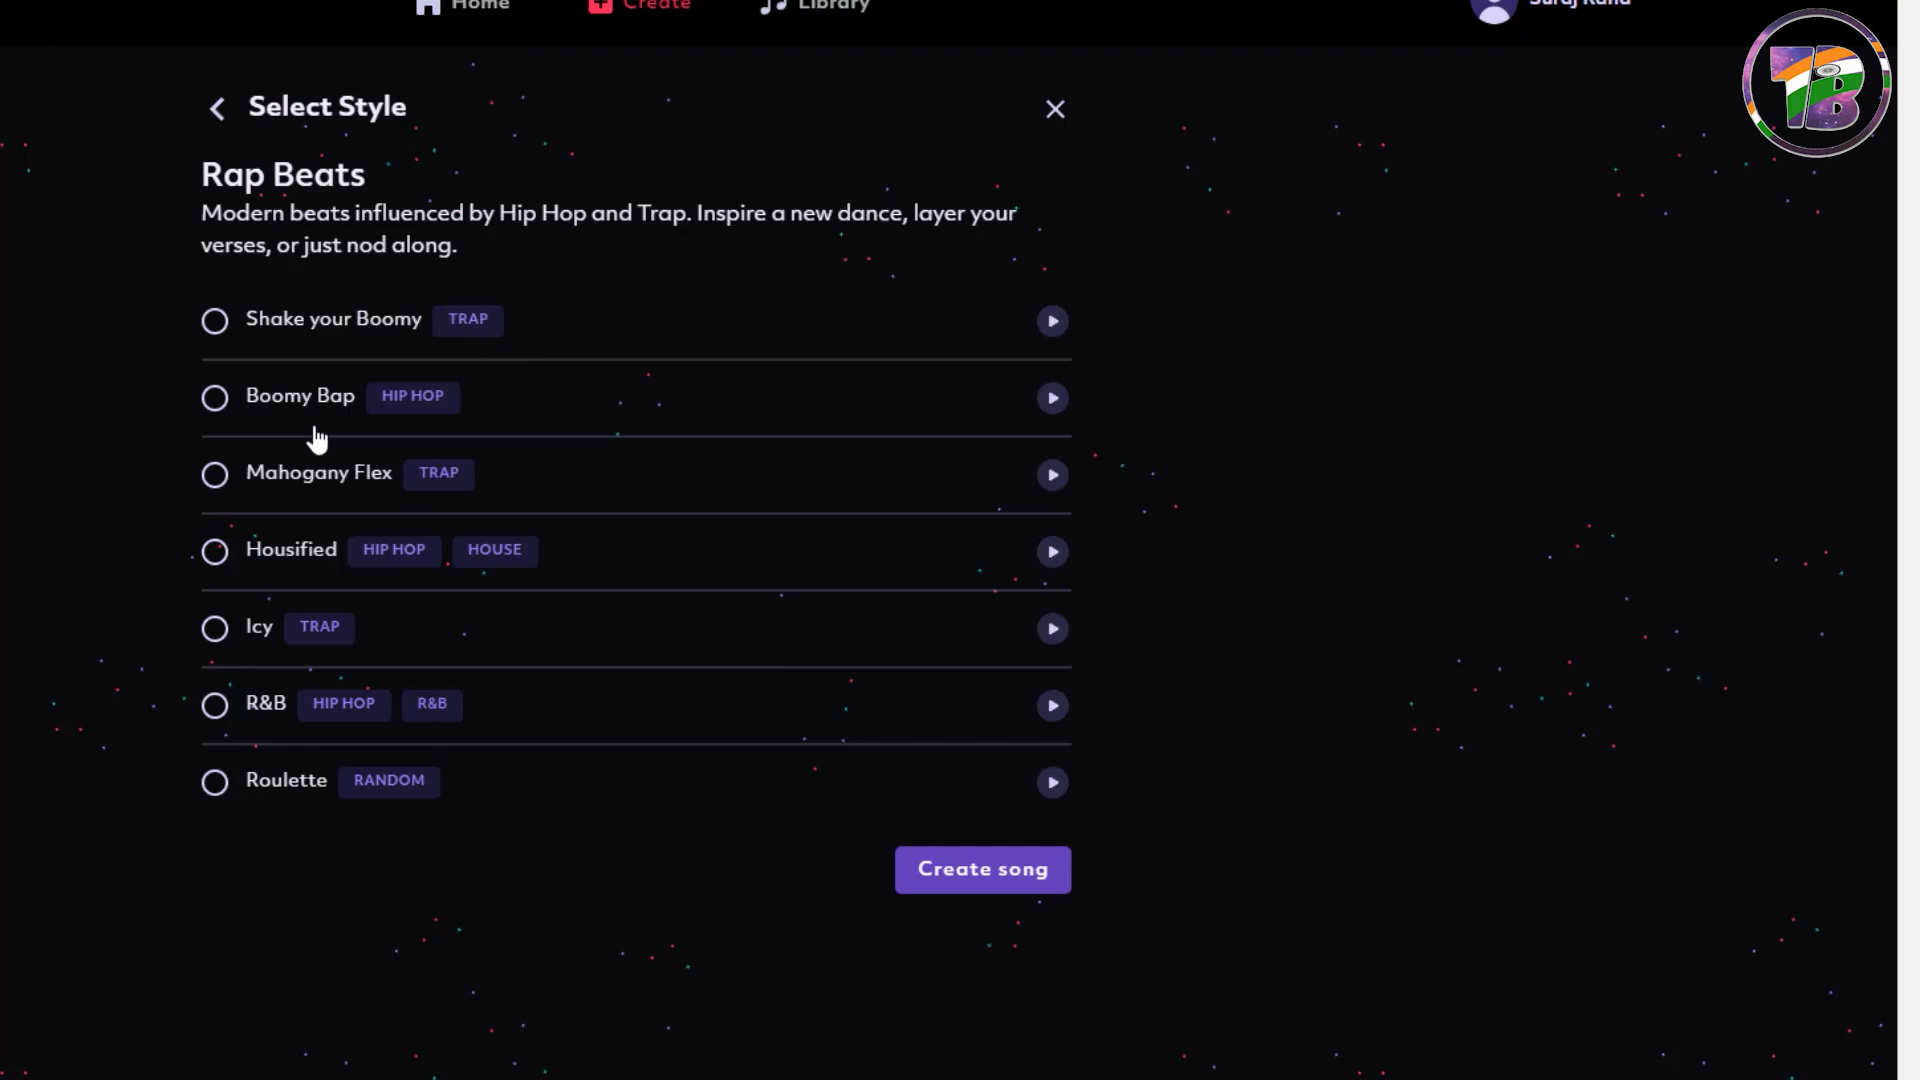 Home
Create
Library
Suraj Rana
Select Style
Rap Beats
Modern beats influenced by Hip Hop and Trap. Inspire a new dance, layer your
verses, or just nod along.
Shake your Boomy TRAP
Boomy Bap HIP HOP
Mahogany Flex TRAP
Housified HIP HOP HOUSE
Icy TRAP
R&B HIP HOP R&B
Roulette RANDOM
Create song